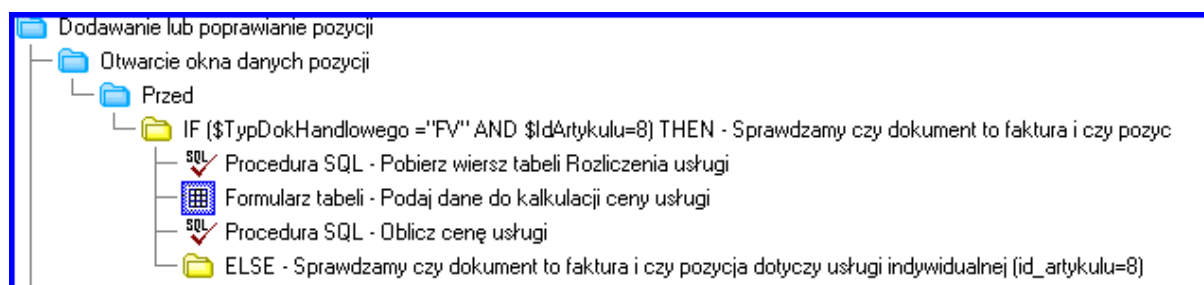 Dodawanie lub poprawianie pozycji
Otwarcie okna danych pozycji
Przed
IF ($TypDokHandlowego ="FV" AND $IdArtykulu=8) THEN - Sprawdzamy czy dokument to faktura i czy pozyc
SQL Procedura SQL - Pobierz wiersz tabeli Rozliczenia usługi
Formularz tabeli - Podaj dane do kalkulacji ceny usługi
SQL Procedura SQL - Oblicz cenę usługi
ELSE - Sprawdzamy czy dokument to faktura i czy pozycja dotyczy usługi indywidualnej (id_artykulu=8)